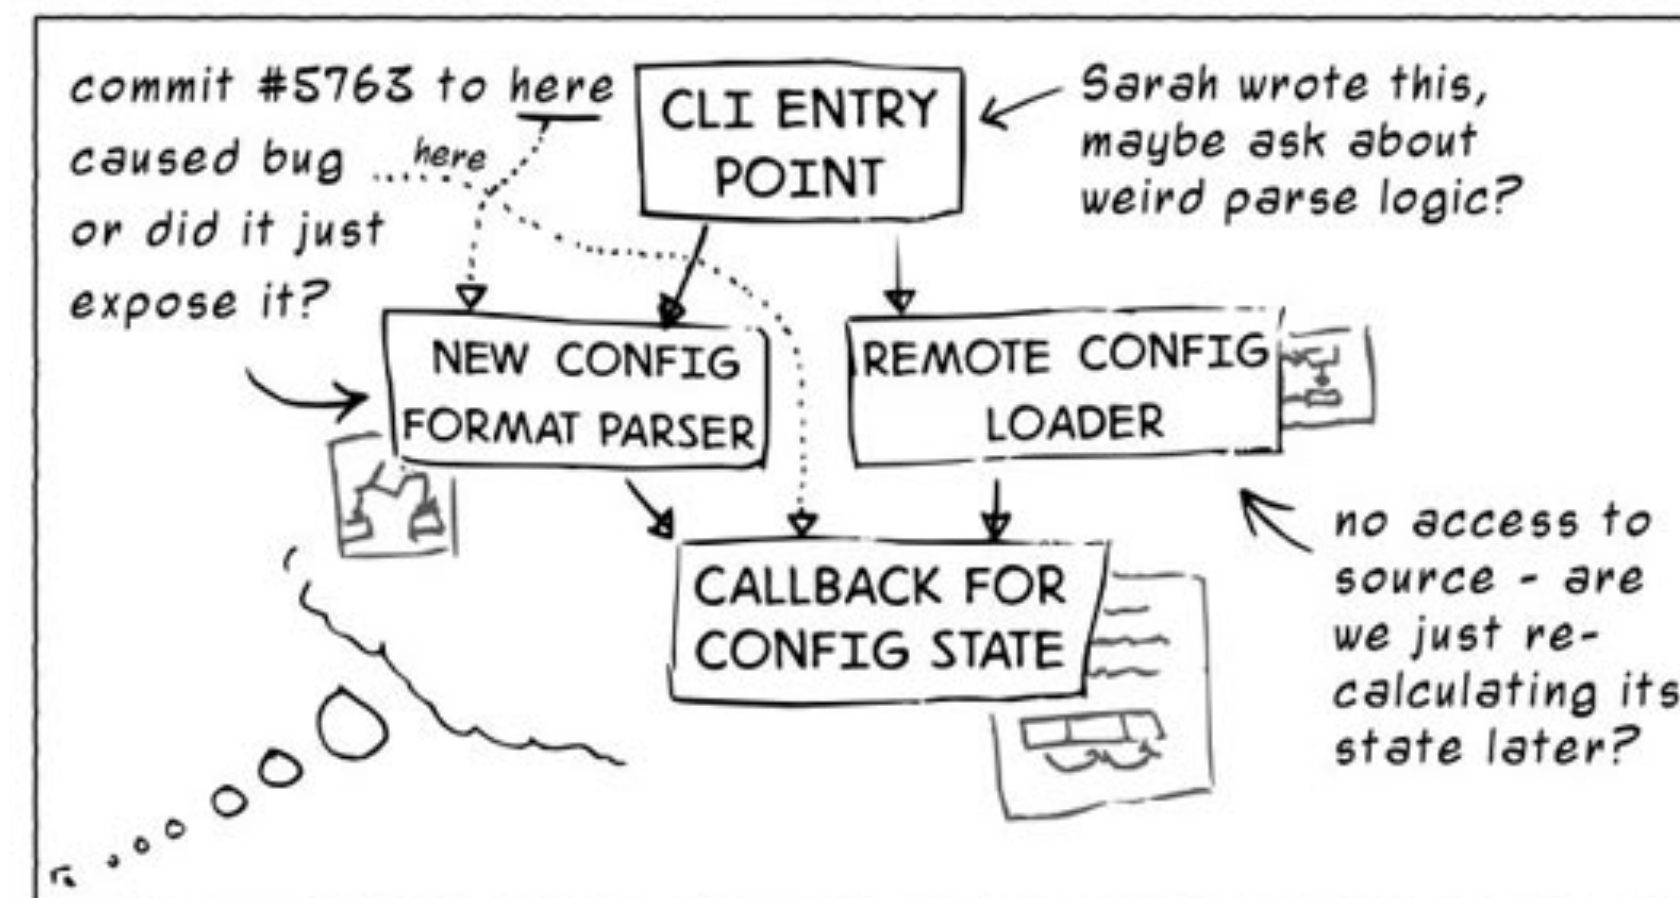 commit #5763 to here
caused bug
here
or did it just
expose it?
CLI ENTRY
POINT
Sarah wrote this,
maybe ask about
weird parse logic?
NEW CONFIG
FORMAT PARSER
REMOTE CONFIG
LOADER
CALLBACK FOR
CONFIG STATE
no access to
source - are
we just re-
calculating its
state later?